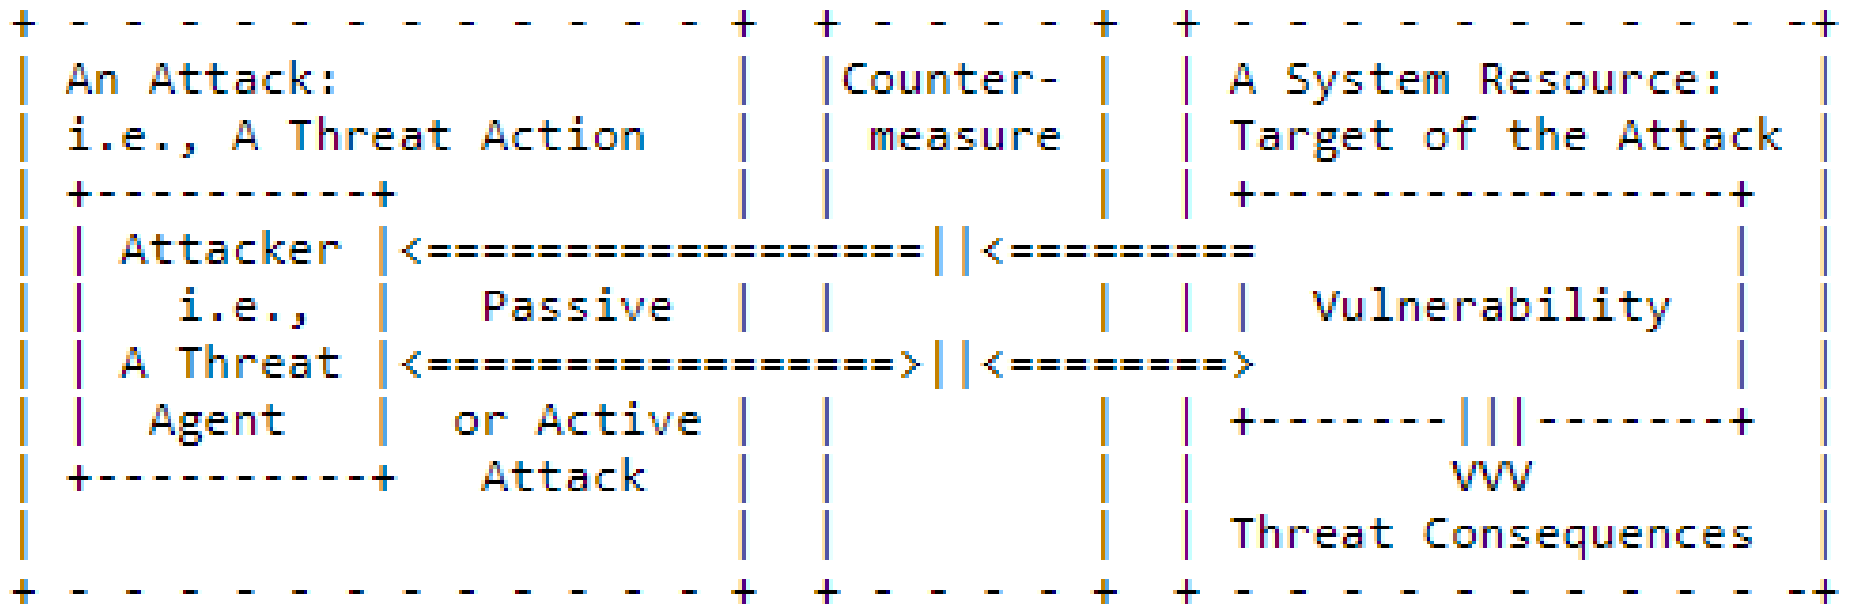 + - - - - - - - - - - - - +  + - - - - +  + - - - - - - - - - - -+
| An Attack:              |  |Counter- |  | A System Resource:   |
| i.e., A Threat Action   |  | measure |  | Target of the Attack |
| +----------+            |  |         |  | +-----------------+  |
| | Attacker |<==================||<=========                 |  |
| |   i.e.,  |   Passive  |  |         |  | |  Vulnerability  |  |
| | A Threat |<=================>||<========>                 |  |
| |  Agent   |  or Active |  |         |  | +-------|||-------+  |
| +----------+   Attack   |  |         |  |         VVV          |
|                         |  |         |  | Threat Consequences  |
+ - - - - - - - - - - - - +  + - - - - +  + - - - - - - - - - - -+